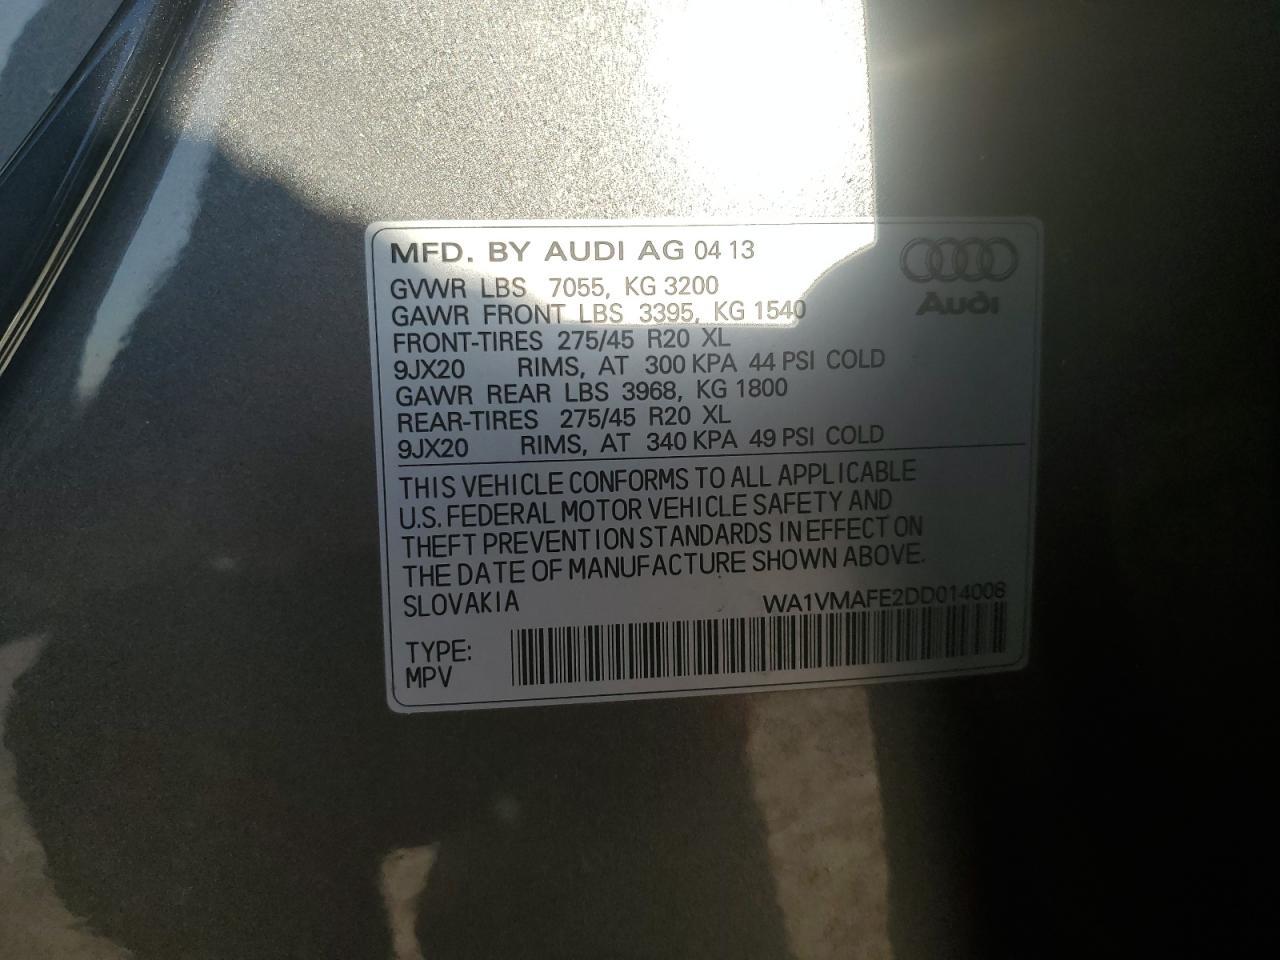 MFD. BY AUDI AG 04 13
Audi
GVWR LBS 7055, KG 3200
GAWR FRONT LBS 3395, KG 1540
FRONT-TIRES 275/45 R20 XL
9JX20 RIMS, AT 300 KPA 44 PSI COLD
GAWR REAR LBS 3968, KG 1800
REAR-TIRES 275/45 R20 XL
9JX20 RIMS, AT 340 KPA 49 PSI COLD
THIS VEHICLE CONFORMS TO ALL APPLICABLE
U.S. FEDERAL MOTOR VEHICLE SAFETY AND
THEFT PREVENTION STANDARDS IN EFFECT ON
THE DATE OF MANUFACTURE SHOWN ABOVE.
SLOVAKIA WA1VMAFE2DD014008
TYPE:
MPV